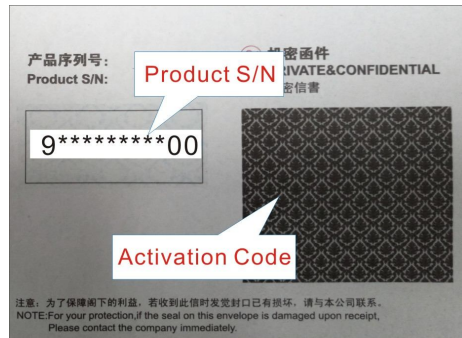 产品序列号:
Product S/N:
Product S/N
机密函件
PRIVATE&CONFIDENTIAL
密信書
9*********00
Activation Code
注意: 为了保障阁下的利益, 若收到此信时发觉封口已有损坏, 请与本公司联系。
NOTE:For your protection,if the seal on this envelope is damaged upon receipt,
Please contact the company immediately.